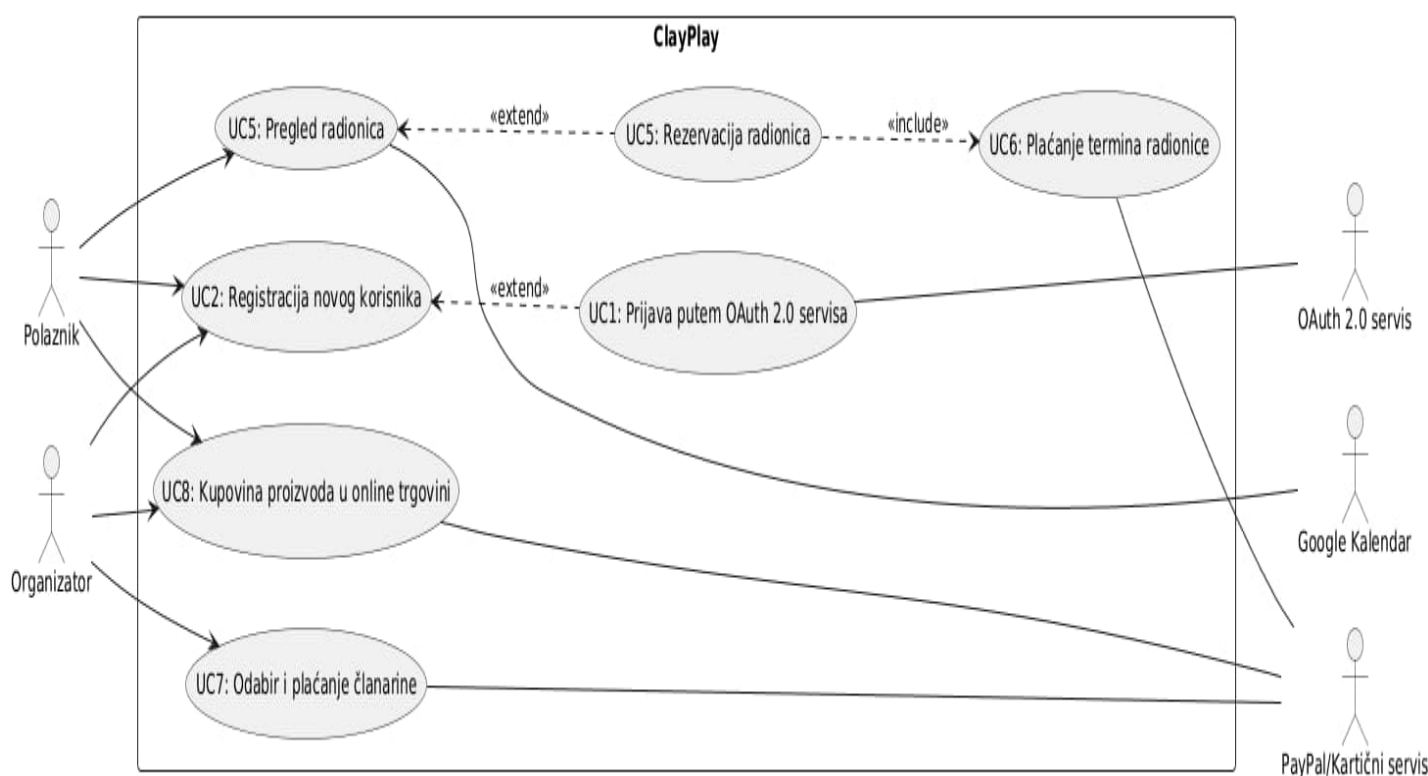 ClayPlay
UC5: Pregled radionica
«extend»
UC5: Rezervacija radionica
«include»
UC6: Plaćanje termina radionice
Polaznik
UC2: Registracija novog korisnika
«extend»
UC1: Prijava putem OAuth 2.0 servisa
OAuth 2.0 servis
UC8: Kupovina proizvoda u online trgovini
Google Kalendar
Organizator
UC7: Odabir i plaćanje članarine
PayPal/Kartični servis